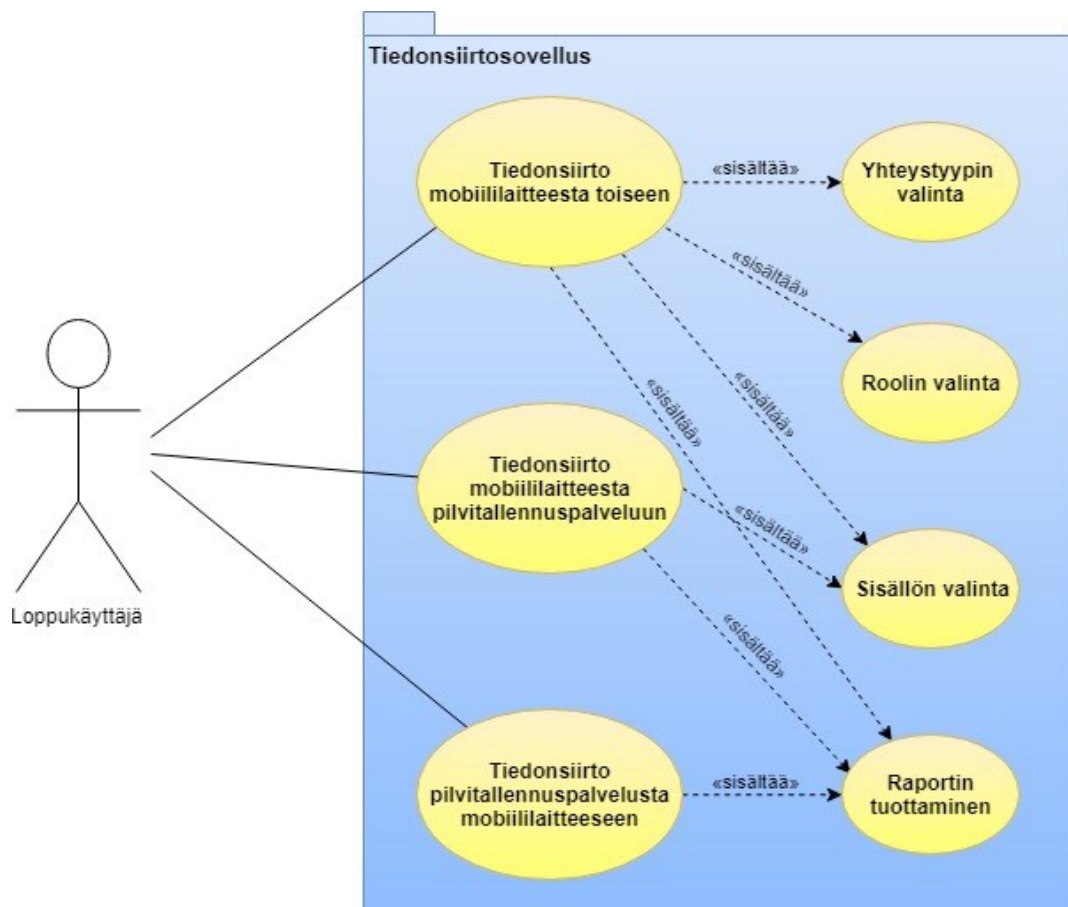 Tiedonsiirtosovellus
Tiedonsiirto
mobiililaitteesta toiseen
«sisältää»
Yhteystyypin
valinta
«sisältää»
Roolin valinta
«sisältää»
«sisältää»
Tiedonsiirto
mobiililaitteesta
pilvitallennuspalveluun
«sisältää»
Sisällön valinta
Loppukäyttäjä
«sisältää»
Tiedonsiirto
pilvitallennuspalvelusta
mobiililaitteeseen
«sisältää»
Raportin
tuottaminen